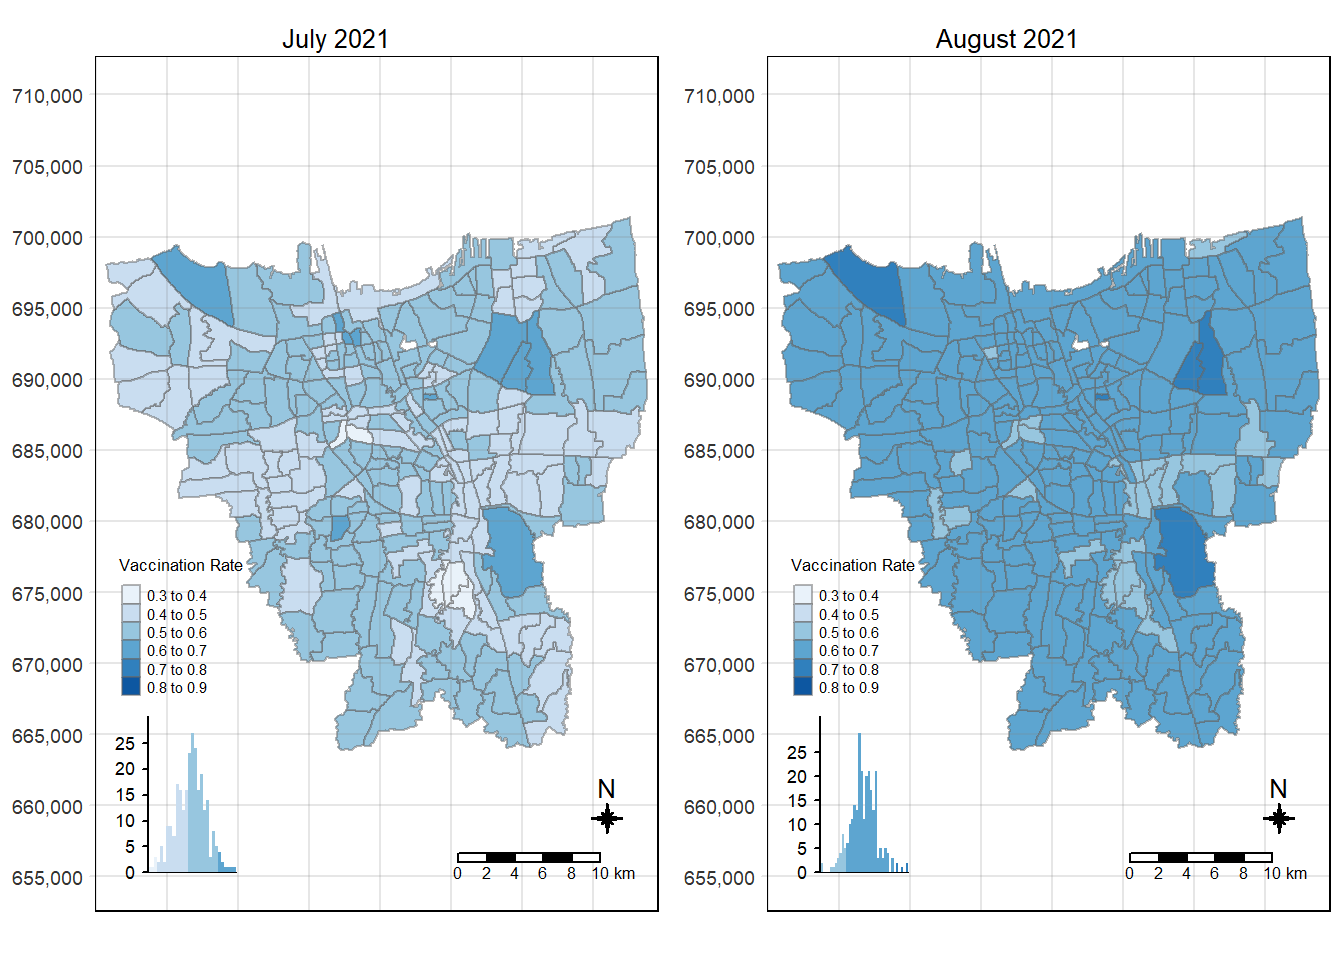 July 2021
710,000
705,000
700,000
695,000
690,000
685,000
680,000
675,000
670,000
665,000
660,000
655,000
Vaccination Rate
0.3 to 0.4
0.4 to 0.5
0.5 to 0.6
0.6 to 0.7
0.7 to 0.8
0.8 to 0.9
25
20
15
10
5
0
N
0 2 4 6 8 10 km
August 2021
710,000
705,000
700,000
695,000
690,000
685,000
680,000
675,000
670,000
665,000
660,000
655,000
Vaccination Rate
0.3 to 0.4
0.4 to 0.5
0.5 to 0.6
0.6 to 0.7
0.7 to 0.8
0.8 to 0.9
25
20
15
10
5
0
N
0 2 4 6 8 10 km